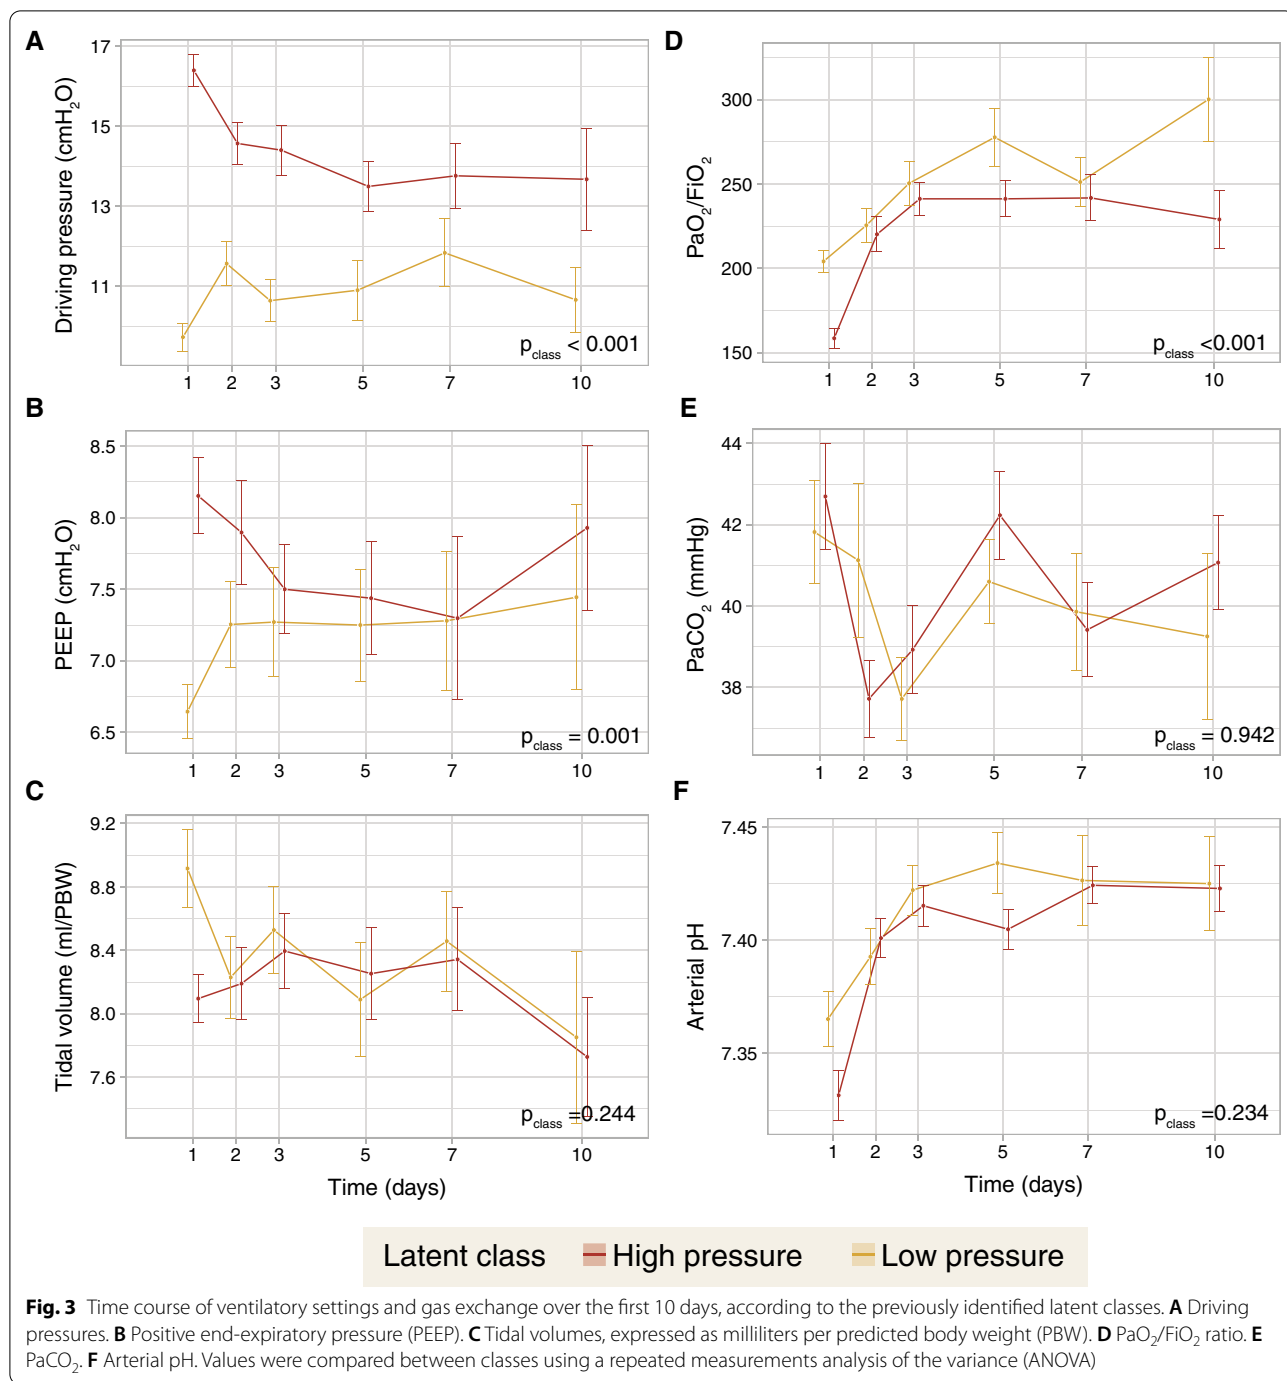 A
Driving pressure (cmH2O)
17
15
13
11
pclass < 0.001
1 2 3 5 7 10
D
PaO2/FiO2
300
250
200
150
pclass <0.001
1 2 3 5 7 10
B
PEEP (cmH2O)
8.5
8.0
7.5
7.0
6.5
pclass = 0.001
1 2 3 5 7 10
E
PaCO2 (mmHg)
44
42
40
38
pclass = 0.942
1 2 3 5 7 10
C
Tidal volume (ml/PBW)
9.2
8.8
8.4
8.0
7.6
pclass =0.244
1 2 3 5 7 10
Time (days)
F
Arterial pH
7.45
7.40
7.35
pclass =0.234
1 2 3 5 7 10
Time (days)
Latent class High pressure Low pressure
Fig. 3 Time course of ventilatory settings and gas exchange over the first 10 days, according to the previously identified latent classes. A Driving
pressures. B Positive end-expiratory pressure (PEEP). C Tidal volumes, expressed as milliliters per predicted body weight (PBW). D PaO2/FiO2 ratio. E
PaCO2. F Arterial pH. Values were compared between classes using a repeated measurements analysis of the variance (ANOVA)